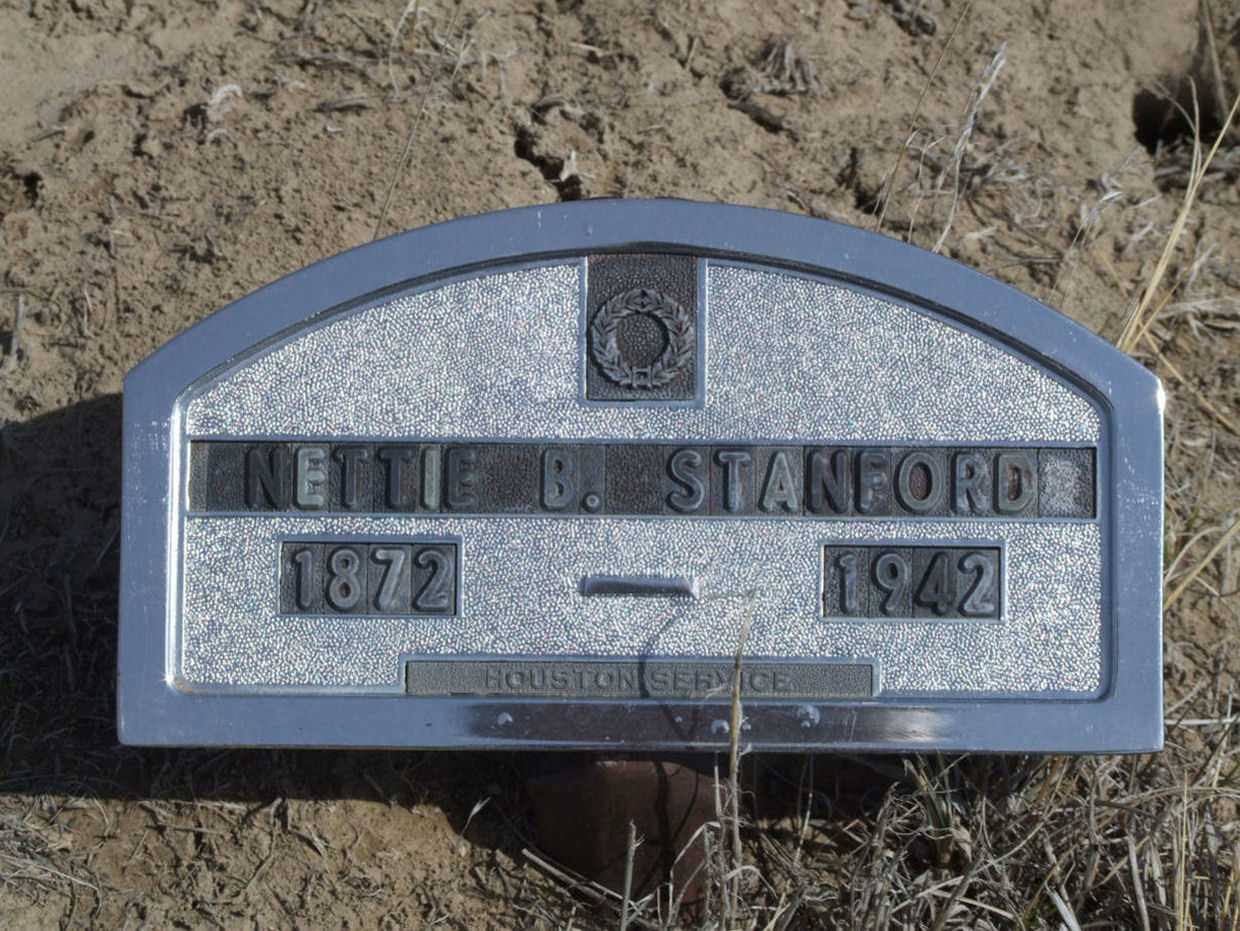 NETTIE B. STANFORD
1872 1942
HOUSTON SERVICE